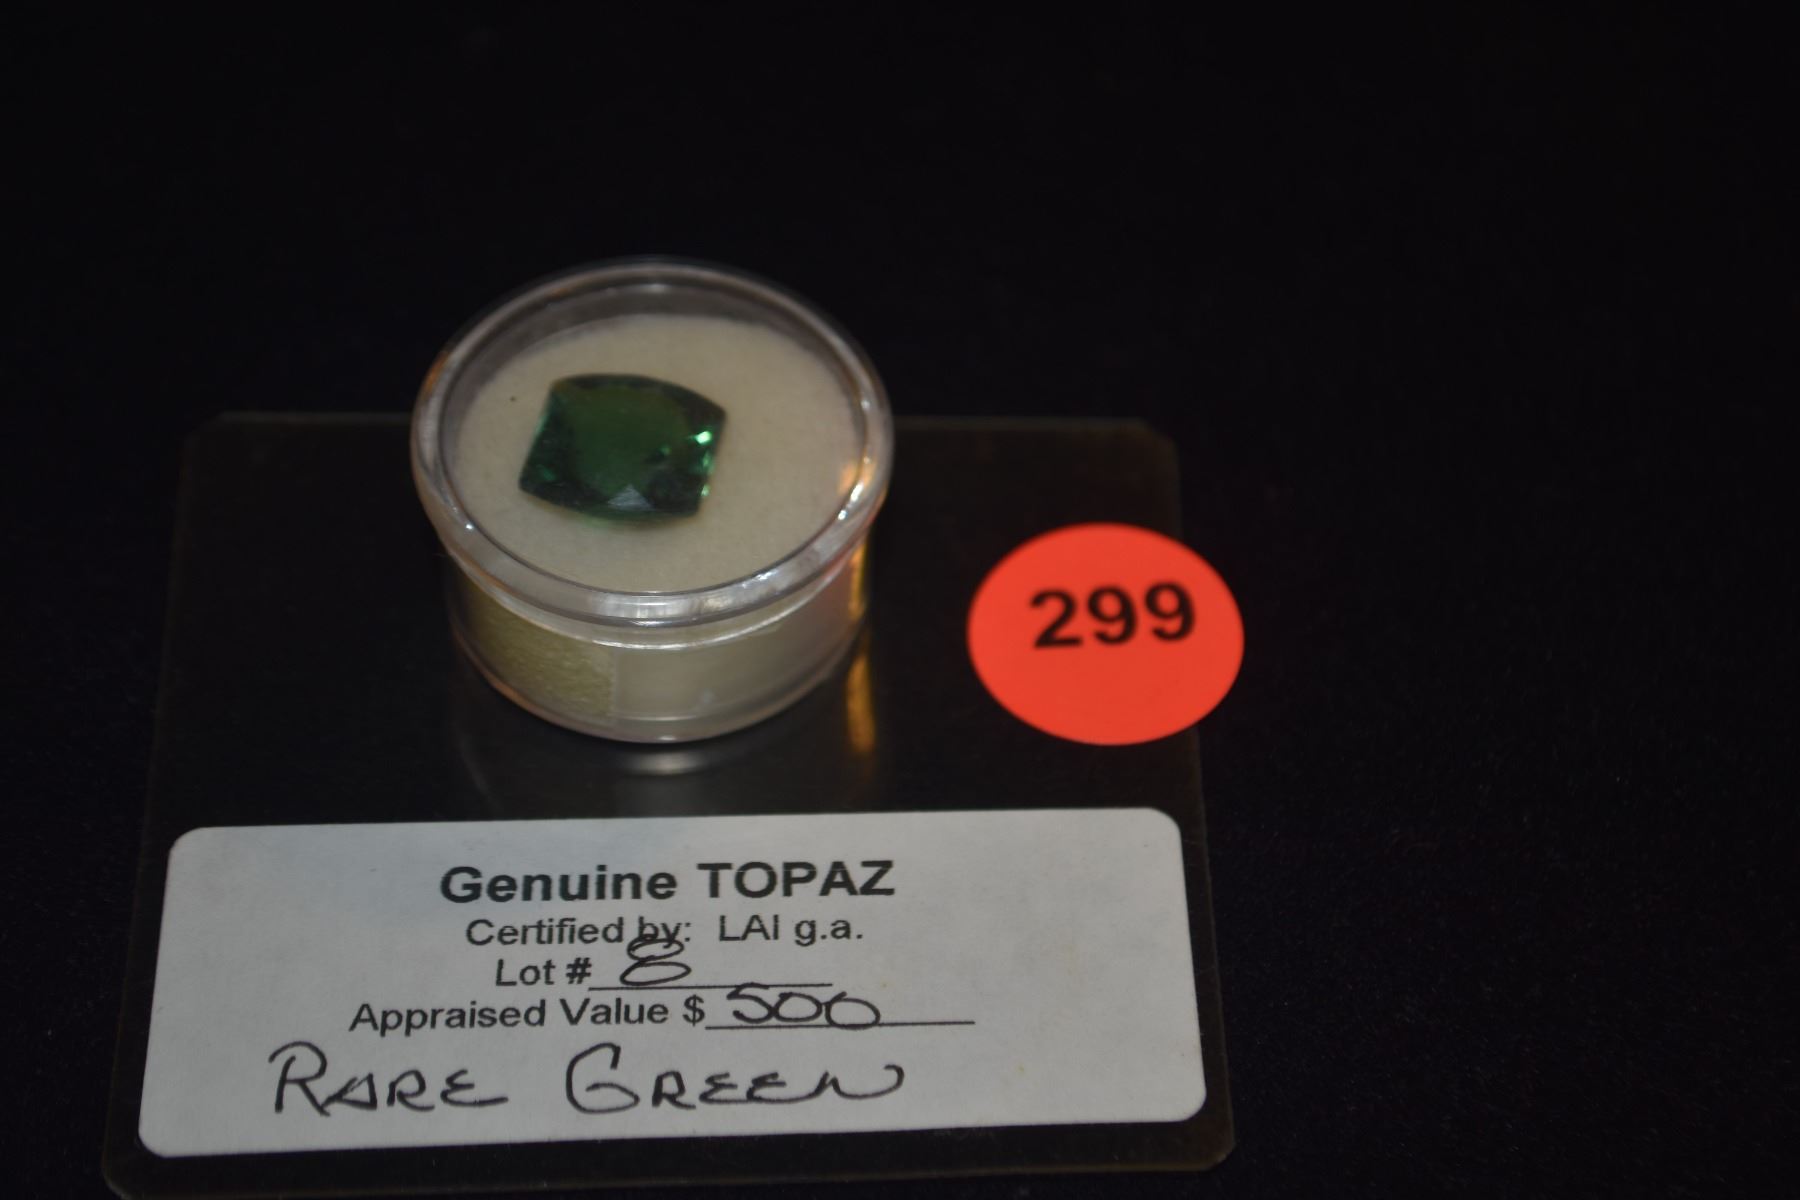 299
Genuine TOPAZ
Certified by: LAI g.a.
Lot # 8
Appraised Value $ 500
RARE GREEN